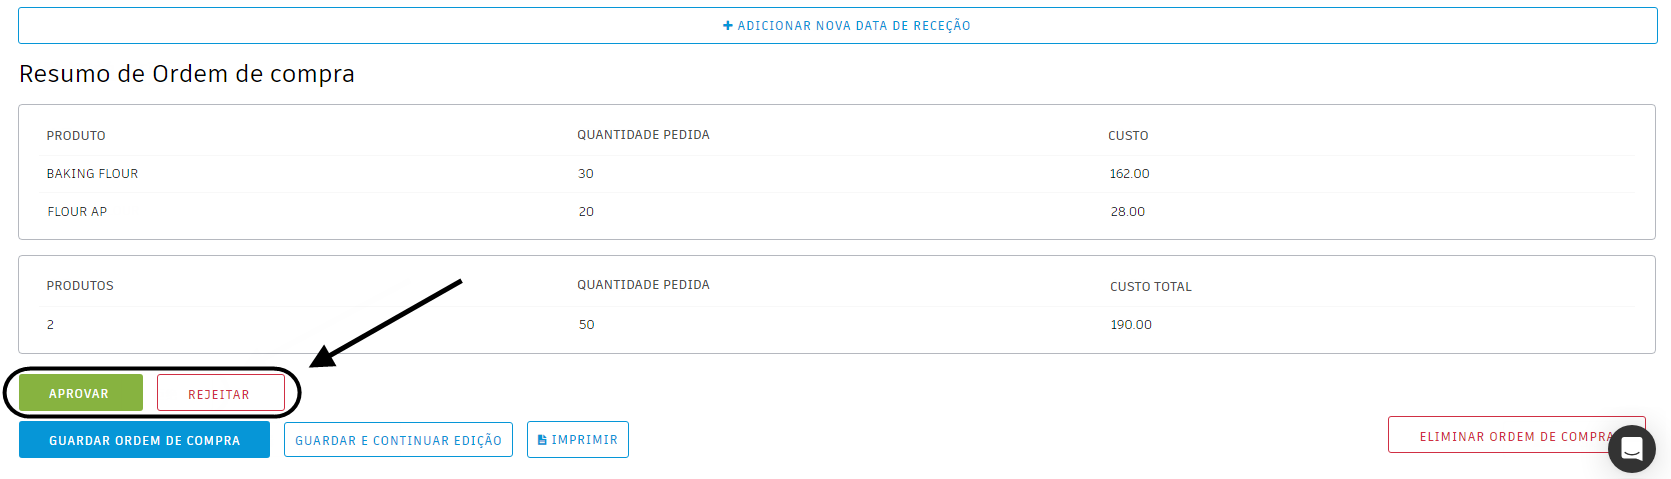 ADICIONAR NOVA DATA DE RECEÇÃO
Resumo de Ordem de compra
PRODUTO QUANTIDADE PEDIDA CUSTO
BAKING FLOUR 30 162.00
FLOUR AP 20 28.00
PRODUTOS QUANTIDADE PEDIDA CUSTO TOTAL
2 50 190.00
APROVAR REJEITAR
GUARDAR ORDEM DE COMPRA GUARDAR E CONTINUAR EDIÇÃO IMPRIMIR ELIMINAR ORDEM DE COMPRA